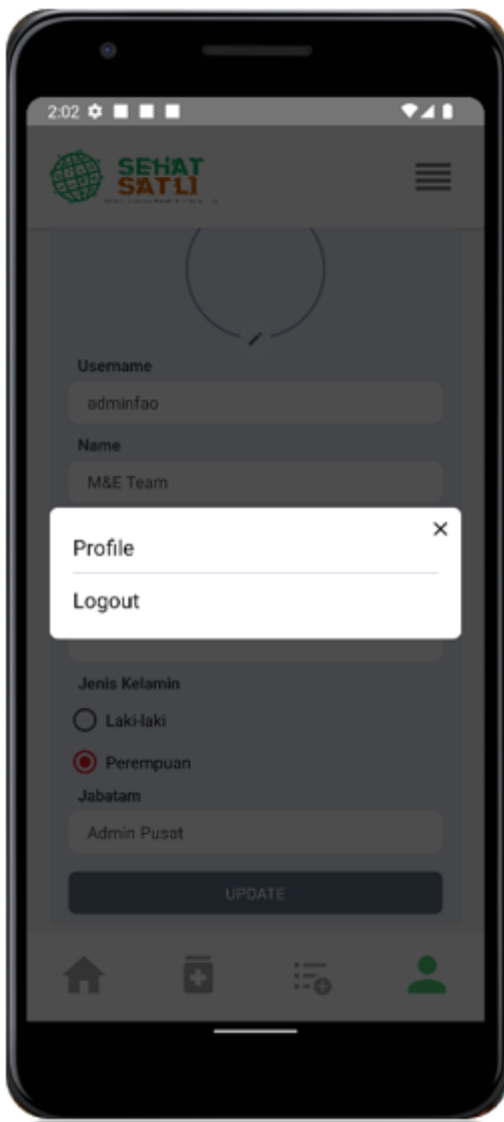 2:02
SEHAT
SATLI
Username
adminfao
Name
M&E Team
Profile
Logout
Jenis Kelamin
Laki-laki
Perempuan
Jabatam
Admin Pusat
UPDATE